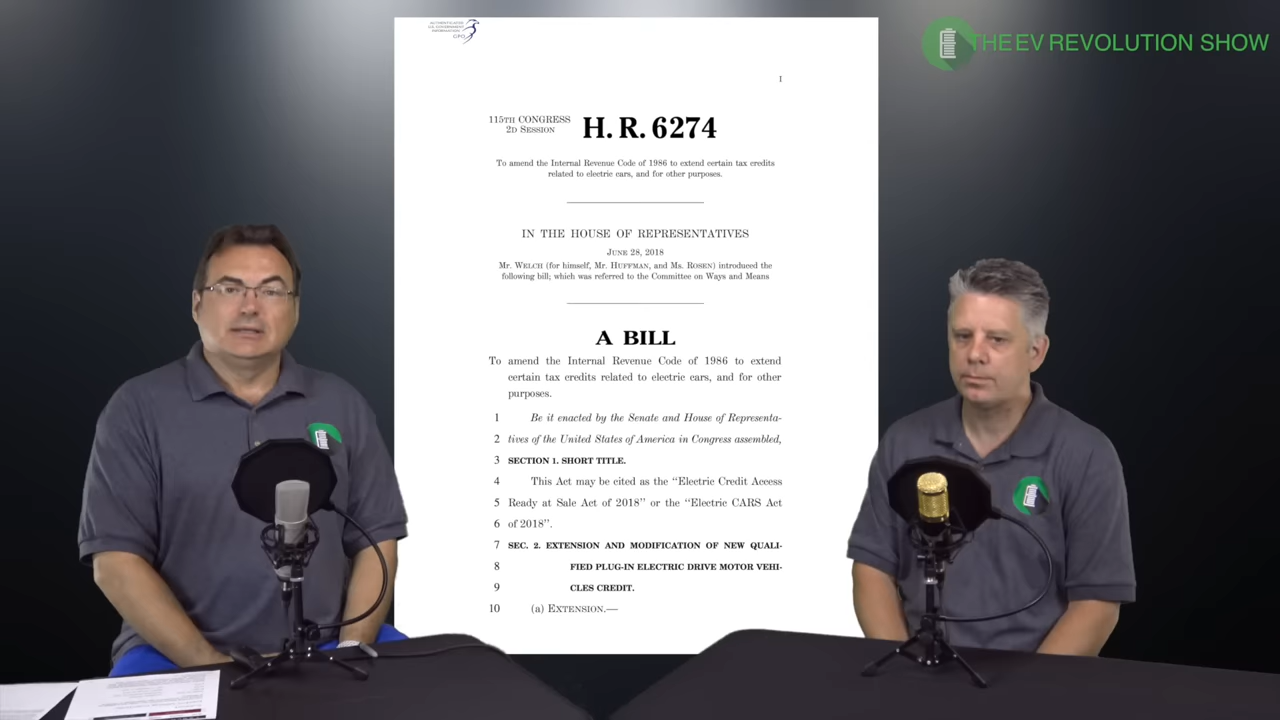 AUTHENTICATED
U.S. GOVERNMENT
INFORMATION
GPO
THE EV REVOLUTION SHOW
1
115TH CONGRESS
2D SESSION
H. R. 6274
To amend the Internal Revenue Code of 1986 to extend certain tax credits
related to electric cars, and for other purposes.
IN THE HOUSE OF REPRESENTATIVES
JUNE 28, 2018
Mr. WELCH (for himself, Mr. HUFFMAN, and Ms. ROSEN) introduced the
following bill; which was referred to the Committee on Ways and Means
A BILL
To amend the Internal Revenue Code of 1986 to extend
certain tax credits related to electric cars, and for other
purposes.
1 Be it enacted by the Senate and House of Representa-
2 tives of the United States of America in Congress assembled,
3 SECTION 1. SHORT TITLE.
4 This Act may be cited as the ‘‘Electric Credit Access
5 Ready at Sale Act of 2018’’ or the ‘‘Electric CARS Act
6 of 2018’’.
7 SEC. 2. EXTENSION AND MODIFICATION OF NEW QUALI-
8 FIED PLUG-IN ELECTRIC DRIVE MOTOR VEHI-
9 CLES CREDIT.
10 (a) EXTENSION.—